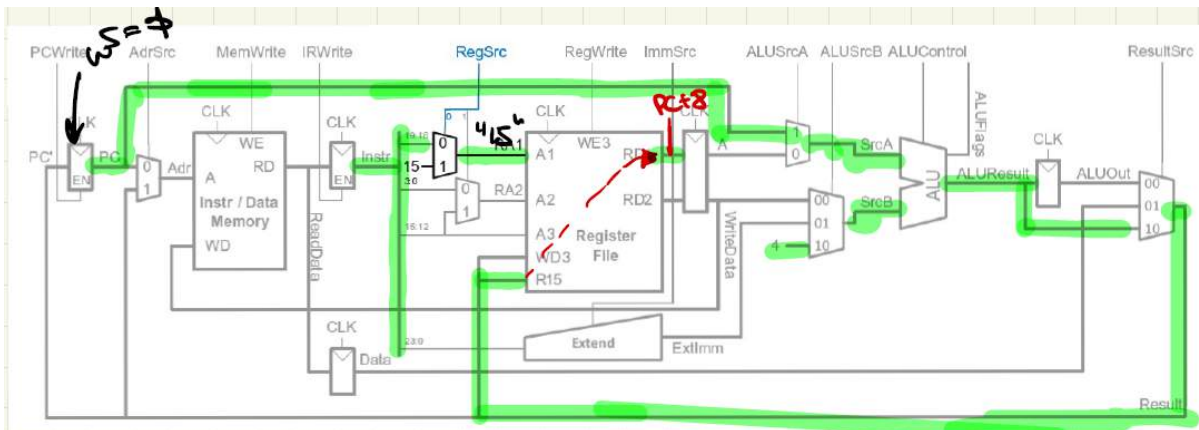 WS=
PCWrite AdrSrc MemWrite IRWrite RegSrc RegWrite ImmSrc ALUSrcA ALUSrcB ALUControl ResultSrc
PC+8
CLK CLK CLK CLK CLK CLK
0 1
"15"
19:16
WE WE3
ALUFlags
PC' PC 0 Adr A RD Instr 0 RA1 A1 RD1 A 1 SrcA
EN 1 EN 15 1 0
3:0 0 RA2 A2 RD2 00 ALU ALUResult ALUOut 00
Instr / Data
Memory
1 01 SrcB 01
WD ReadData 15:12 A3 Register
File WriteData 4 10 10
WD3
R15
CLK
Data
23:0 Extend ExtImm
Result